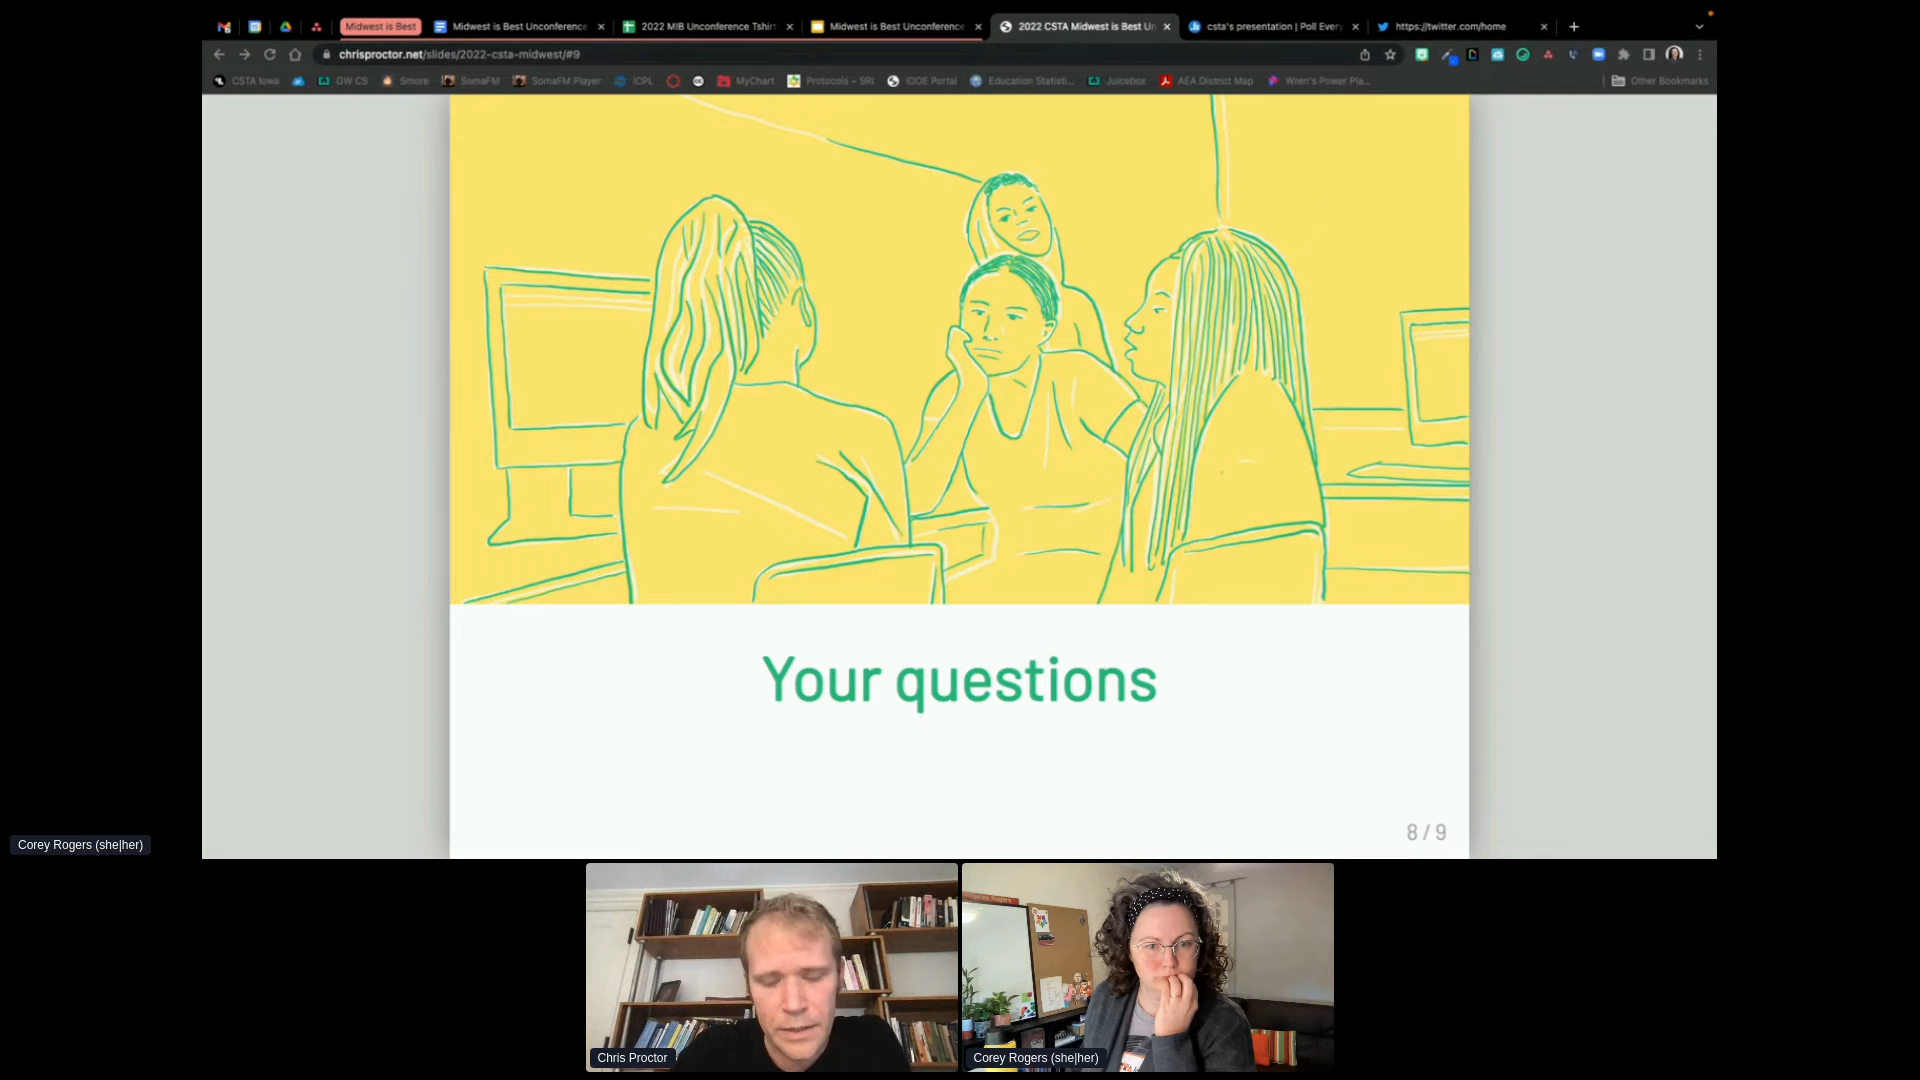 Midwest is Best
Midwest is Best Unconference
2022 MIB Unconference Tshirt
Midwest is Best Unconference
2022 CSTA Midwest is Best Un
csta's presentation | Poll Every
https://twitter.com/home
chrisproctor.net/slides/2022-csta-midwest/#9
CSTA Iowa
GW CS
Smore
SomaFM
SomaFM Player
ICPL
MyChart
Protocols – SRI
IDOE Portal
Education Statisti...
Juicebox
AEA District Map
Wren's Power Pla...
Other Bookmarks
Your questions
8 / 9
Corey Rogers (she|her)
Chris Proctor
Corey Rogers (she|her)